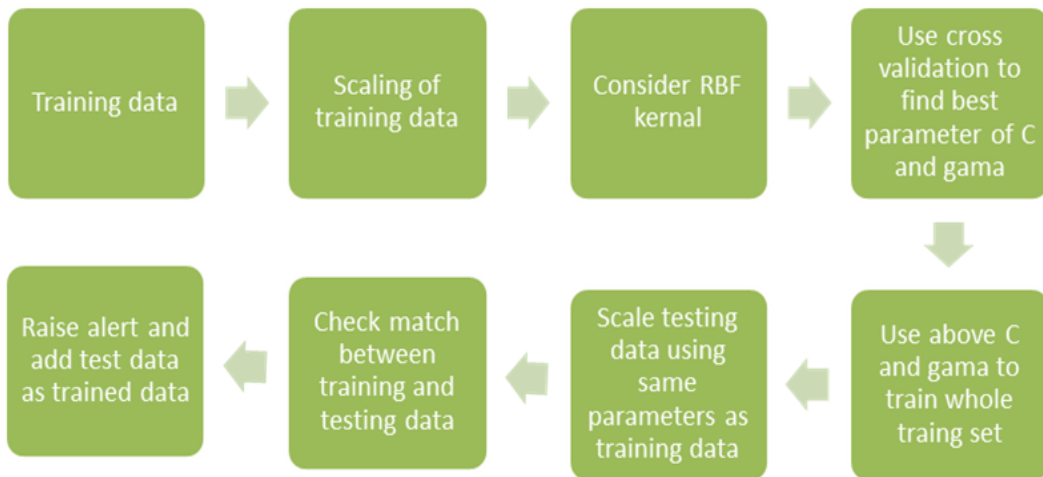 Training data
Scaling of
training data
Consider RBF
kernal
Use cross
validation to
find best
parameter of C
and gama
Use above C
and gama to
train whole
traing set
Scale testing
data using
same
parameters as
training data
Check match
between
training and
testing data
Raise alert and
add test data
as trained data